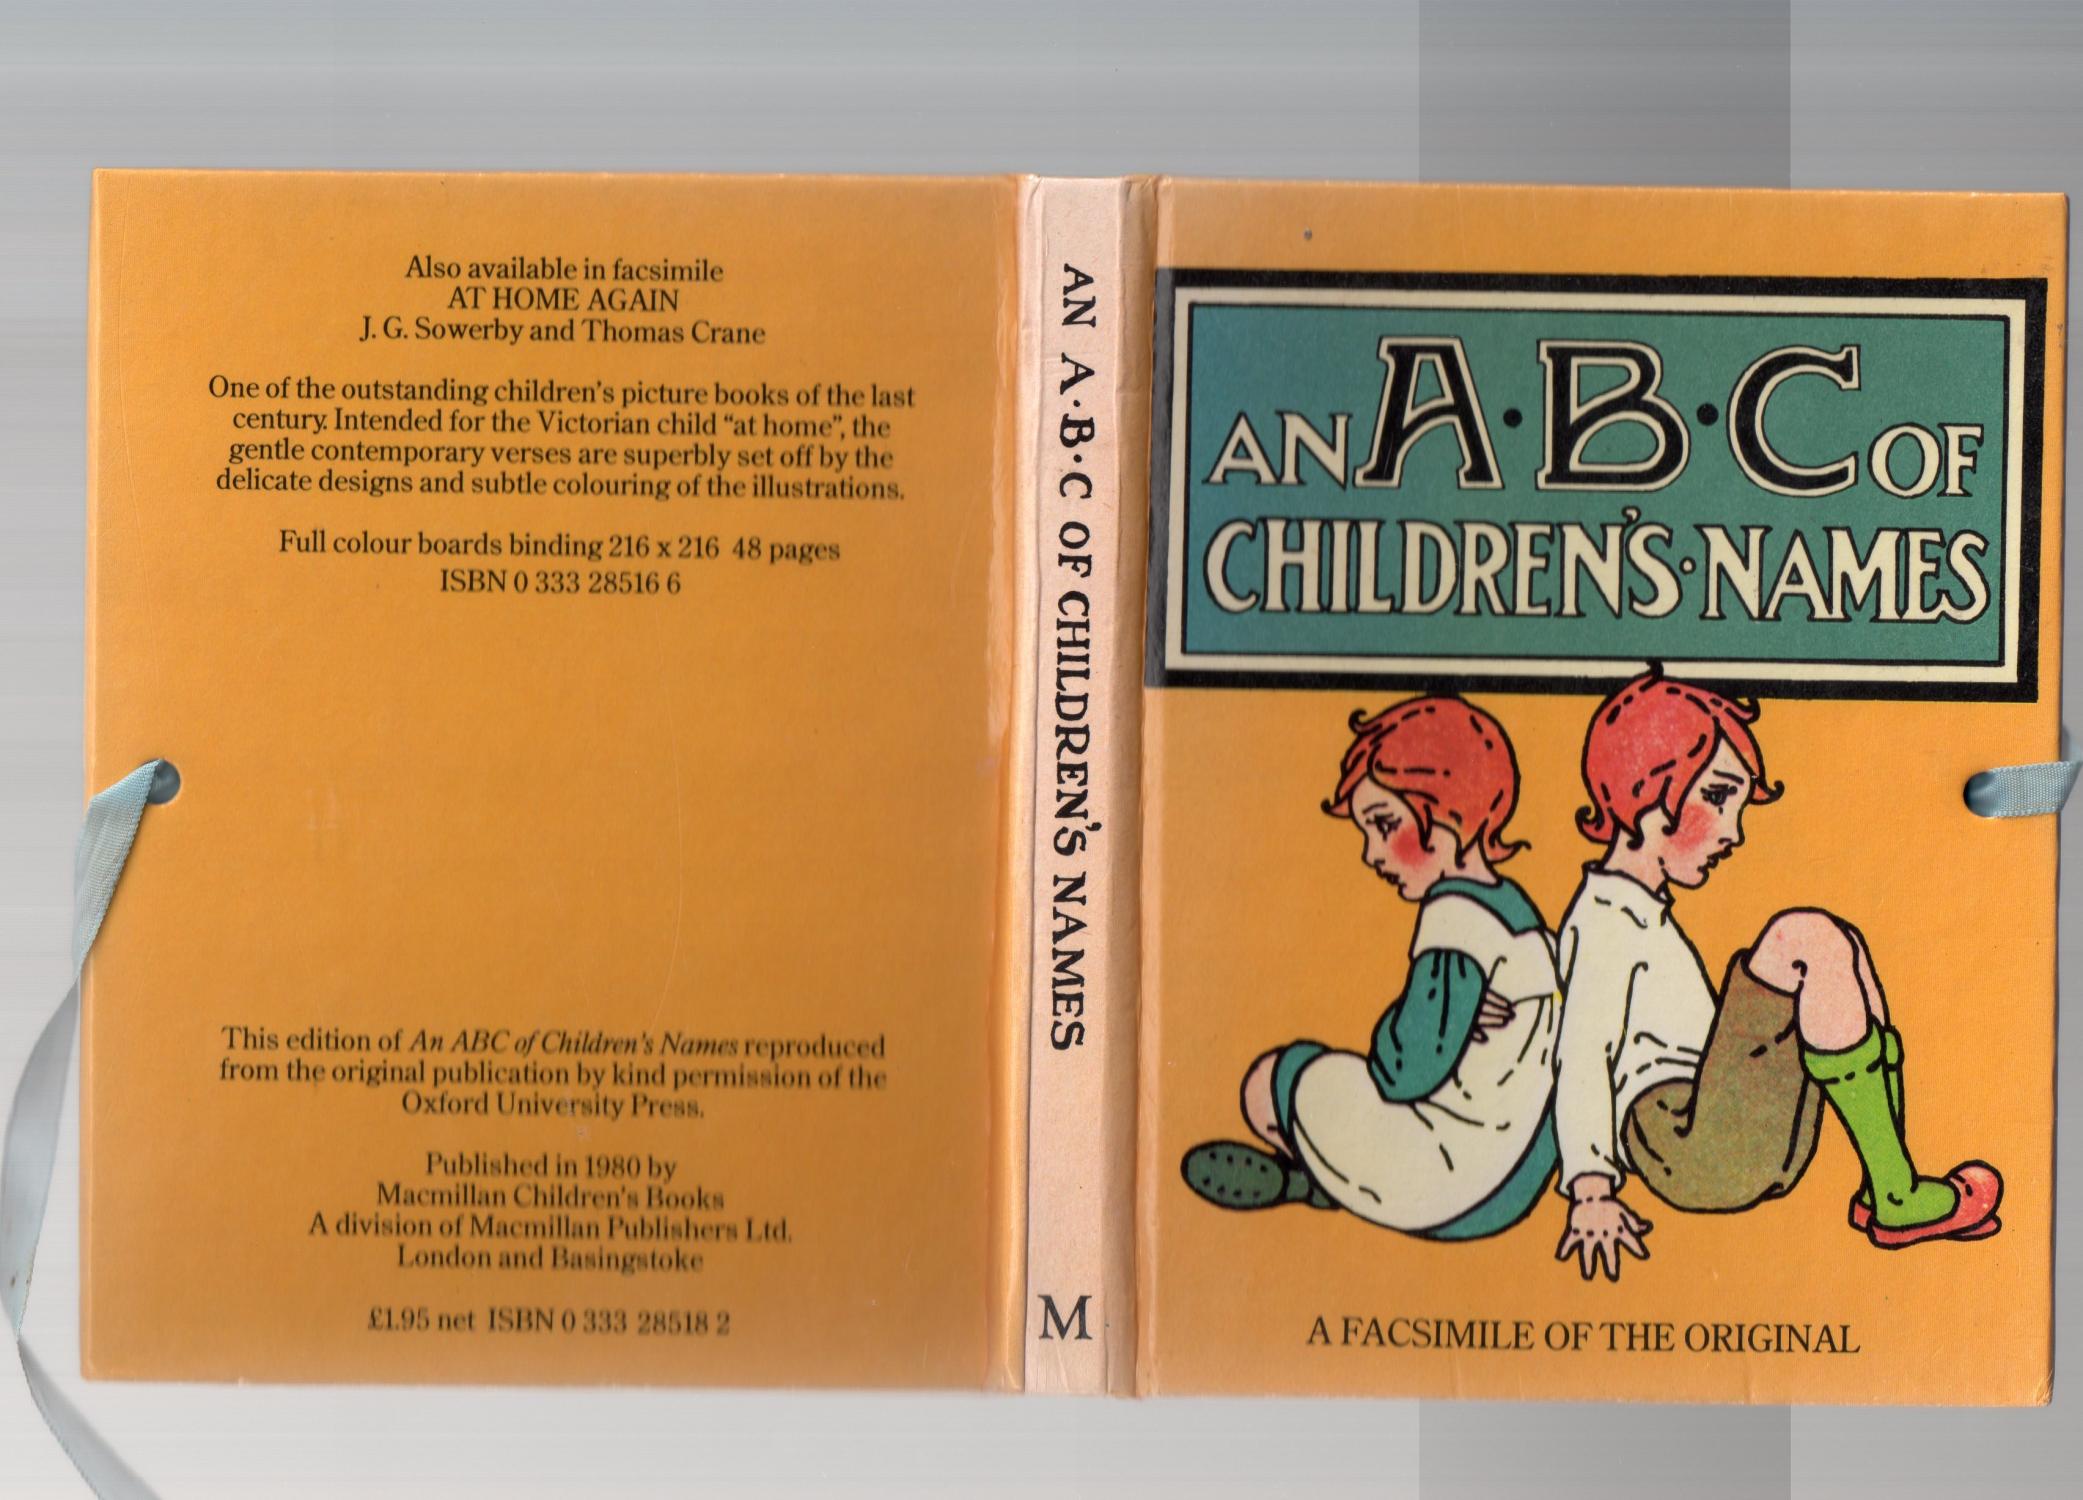 Also available in facsimile
AT HOME AGAIN
J. G. Sowerby and Thomas Crane
One of the outstanding children's picture books of the last
century. Intended for the Victorian child "at home", the
gentle contemporary verses are superbly set off by the
delicate designs and subtle colouring of the illustrations.
Full colour boards binding 216 x 216 48 pages
ISBN 0 333 28516 6
This edition of An ABC of Children's Names reproduced
from the original publication by kind permission of the
Oxford University Press.
Published in 1980 by
Macmillan Children's Books
A division of Macmillan Publishers Ltd.
London and Basingstoke
£1.95 net ISBN 0 333 28518 2
AN A·B·C OF CHILDREN'S NAMES
M
AN A·B·C OF
CHILDREN'S·NAMES
A FACSIMILE OF THE ORIGINAL